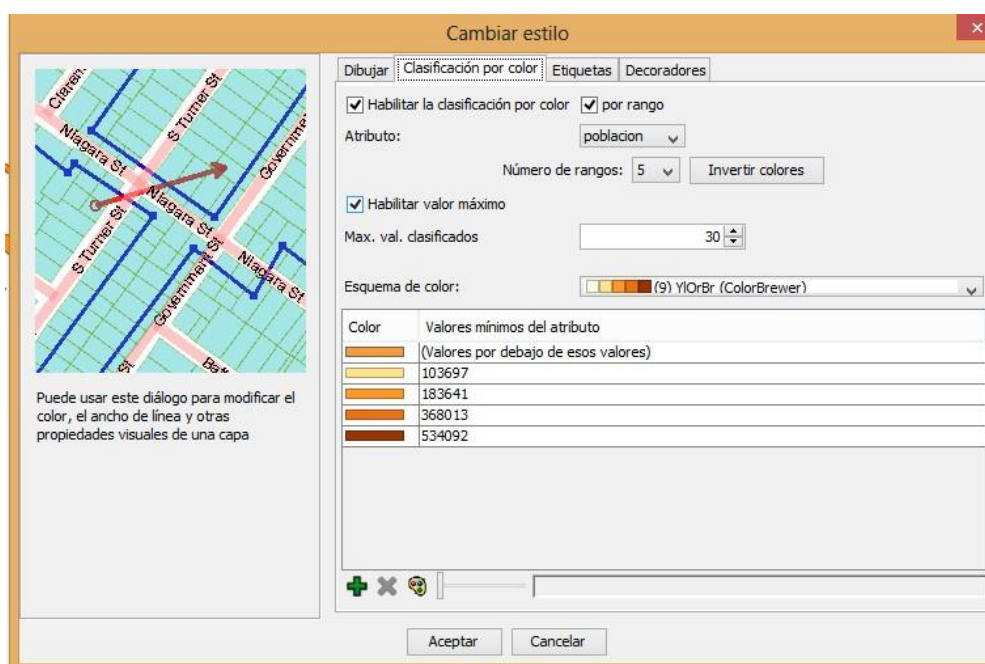 Cambiar estilo
Dibujar Clasificación por color Etiquetas Decoradores
Habilitar la clasificación por color por rango
Atributo: poblacion
Número de rangos: 5 Invertir colores
Habilitar valor máximo
Max. val. clasificados 30
Esquema de color: (9) YlOrBr (ColorBrewer)
Color Valores mínimos del atributo
(Valores por debajo de esos valores)
103697
183641
368013
534092
Claren
S Turner St
Niagara St
Government
Niagara St
S Turner St
Niagara St
Government St
St
Bat
Puede usar este diálogo para modificar el
color, el ancho de línea y otras
propiedades visuales de una capa
Aceptar Cancelar